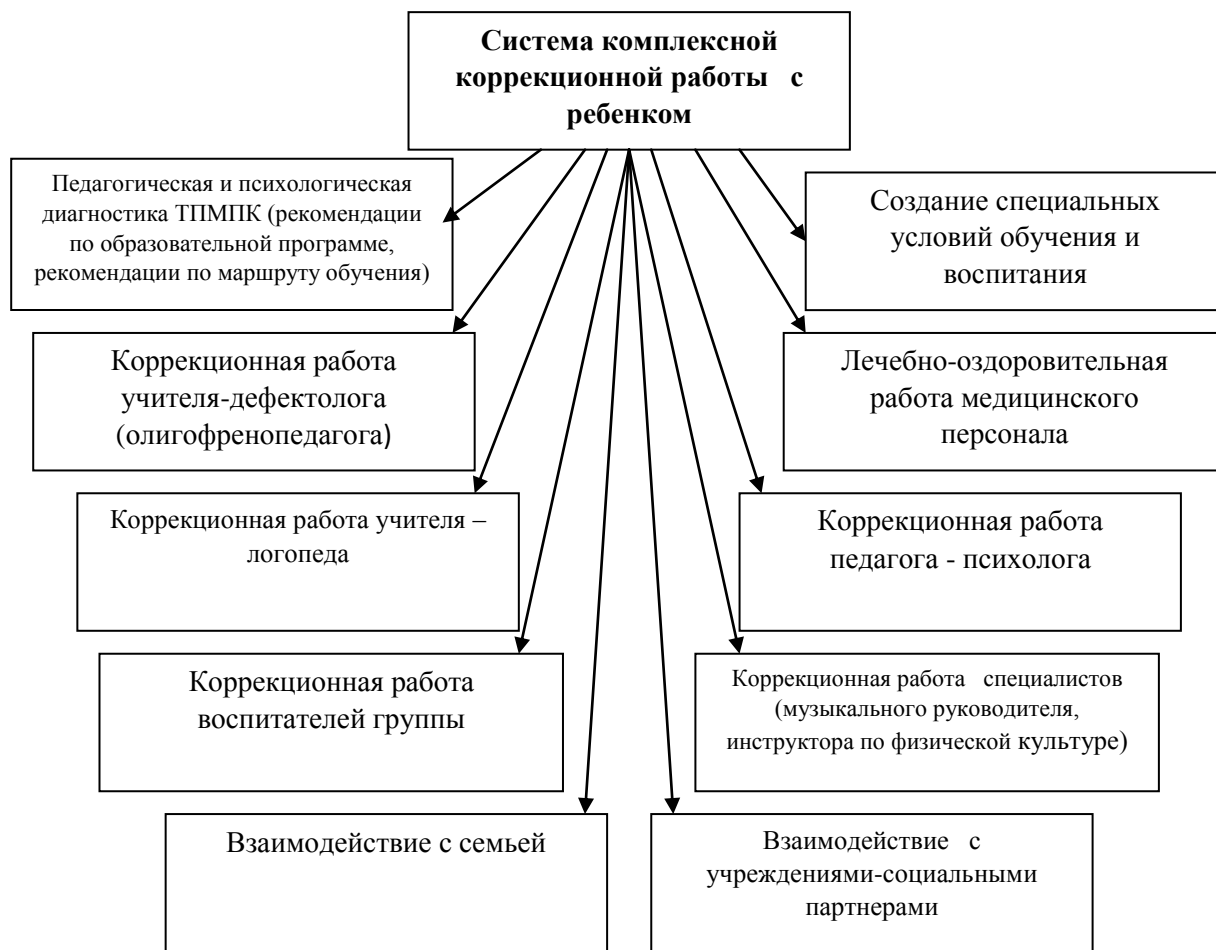 Система комплексной
коррекционной работы с
ребенком
Педагогическая и психологическая
диагностика ТПМПК (рекомендации
по образовательной программе,
рекомендации по маршруту обучения)
Создание специальных
условий обучения и
воспитания
Коррекционная работа
учителя-дефектолога
(олигофренопедагога)
Лечебно-оздоровительная
работа медицинского
персонала
Коррекционная работа учителя –
логопеда
Коррекционная работа
педагога - психолога
Коррекционная работа
воспитателей группы
Коррекционная работа специалистов
(музыкального руководителя,
инструктора по физической культуре)
Взаимодействие с семьей
Взаимодействие с
учреждениями-социальными
партнерами